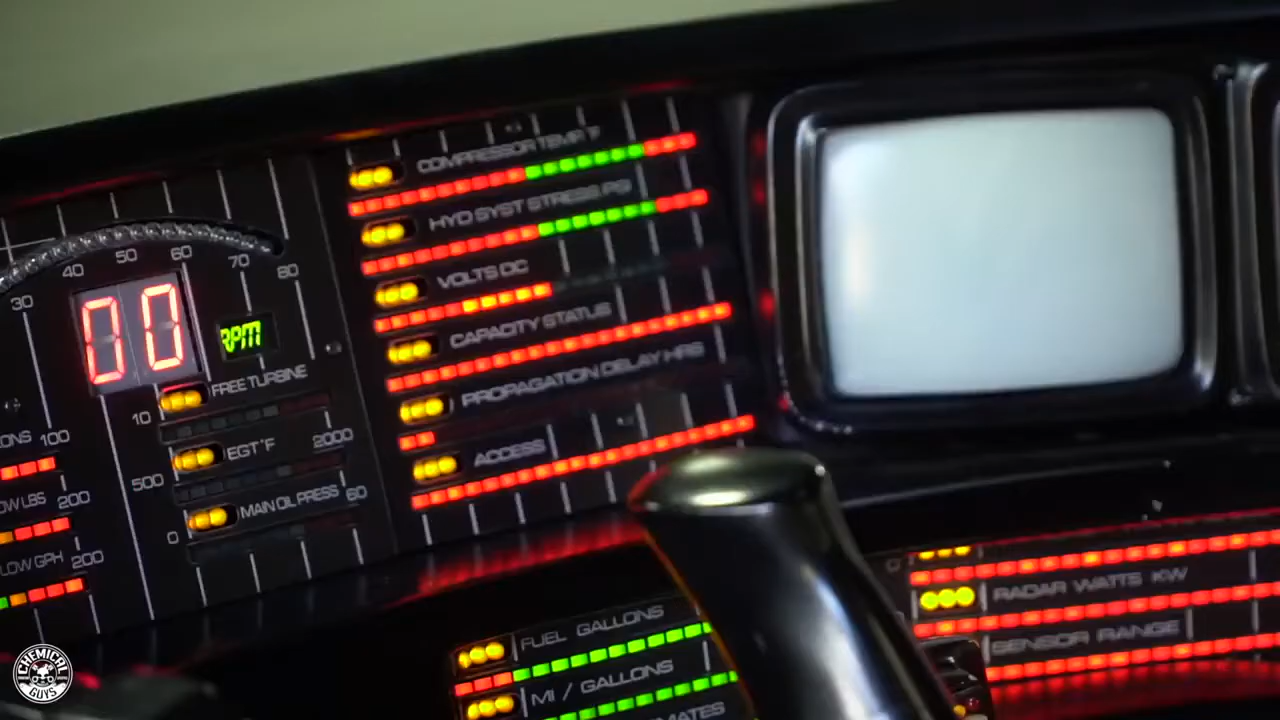 COMPRESSOR TEMP °F
HYD SYST STRESS PSI
VOLTS DC
CAPACITY STATUS
PROPAGATION DELAY HRS
ACCESS
30 40 50 60 70 80
00
RPM
10 FREE TURBINE
EGT °F 2000
500
MAIN OIL PRESS 60
0
100
LBS 200
GPH 200
FUEL GALLONS
MI / GALLONS
RADAR WATTS KW
SENSOR RANGE
CHEMICAL
GUYS